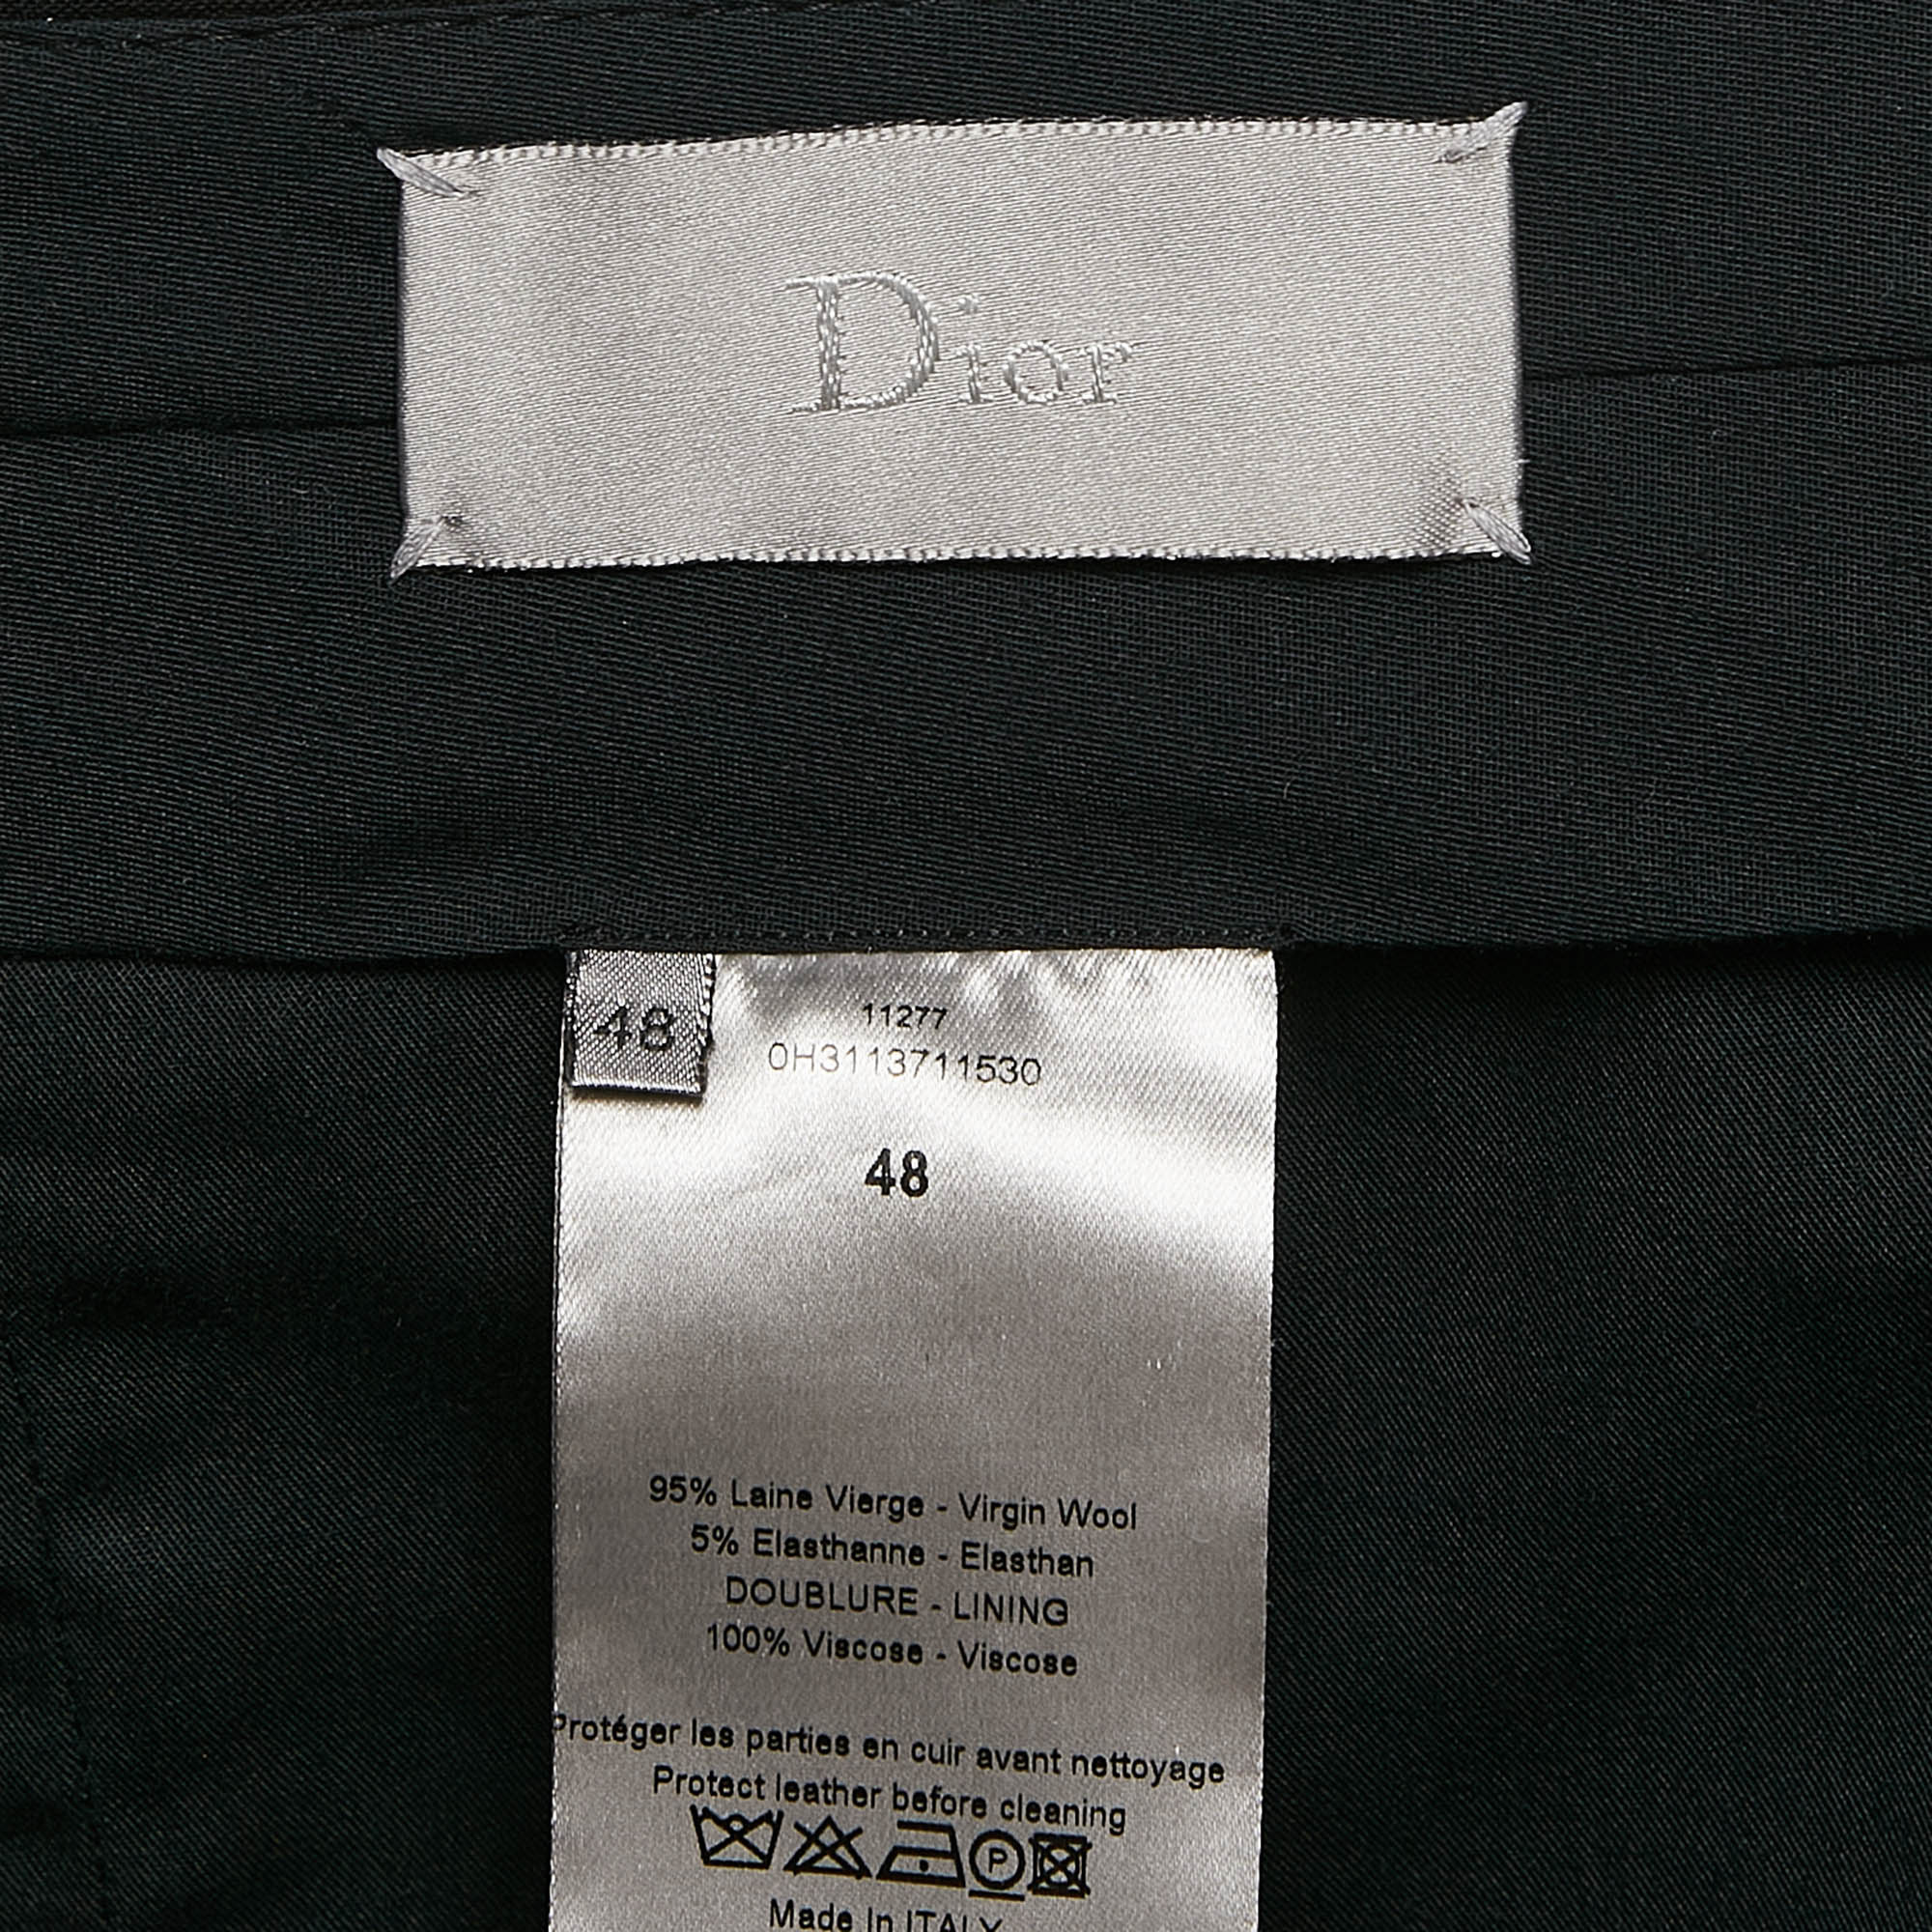 Dior
48
11277
0H3113711530
48
95% Laine Vierge - Virgin Wool
5% Elasthanne - Elasthan
DOUBLURE - LINING
100% Viscose - Viscose
Protéger les parties en cuir avant nettoyage
Protect leather before cleaning
P
Made In ITALY